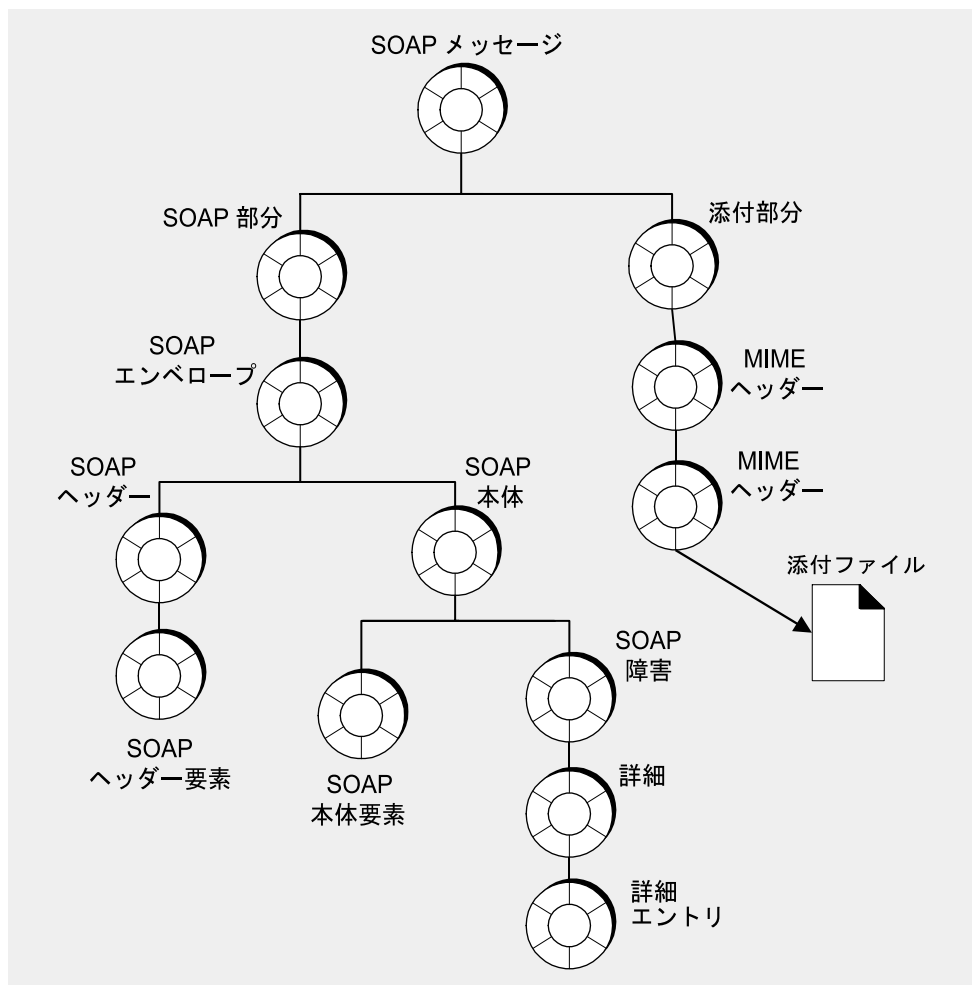 SOAP メッセージ
SOAP 部分
添付部分
SOAP
エンベロープ
MIME
ヘッダー
SOAP
ヘッダー
SOAP
本体
MIME
ヘッダー
添付ファイル
SOAP
障害
SOAP
ヘッダー要素
SOAP
本体要素
詳細
詳細
エントリ